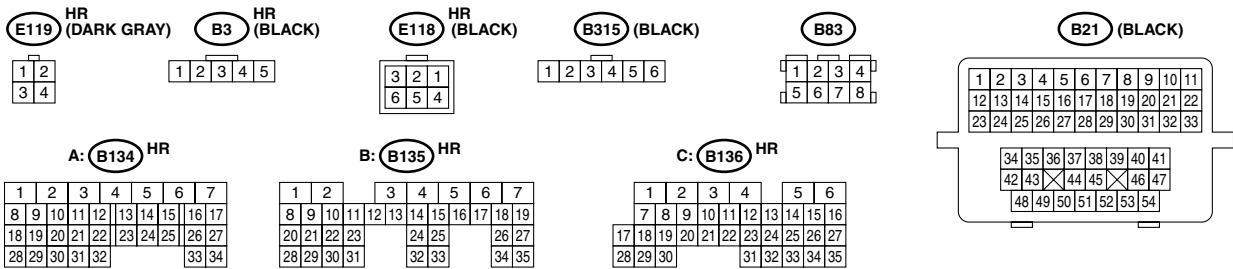 E119 HR (DARK GRAY)
1 2
3 4
B3 HR (BLACK)
1 2 3 4 5
E118 HR (BLACK)
3 2 1
6 5 4
B315 (BLACK)
1 2 3 4 5 6
B83
1 2 3 4
5 6 7 8
B21 (BLACK)
1 2 3 4 5 6 7 8 9 10 11
12 13 14 15 16 17 18 19 20 21 22
23 24 25 26 27 28 29 30 31 32 33
34 35 36 37 38 39 40 41
42 43 44 45 46 47
48 49 50 51 52 53 54
A: B134 HR
1 2 3 4 5 6 7
8 9 10 11 12 13 14 15 16 17
18 19 20 21 22 23 24 25 26 27
28 29 30 31 32 33 34
B: B135 HR
1 2 3 4 5 6 7
8 9 10 11 12 13 14 15 16 17 18 19
20 21 22 23 24 25 26 27
28 29 30 31 32 33 34 35
C: B136 HR
1 2 3 4 5 6
7 8 9 10 11 12 13 14 15 16
17 18 19 20 21 22 23 24 25 26 27
28 29 30 31 32 33 34 35